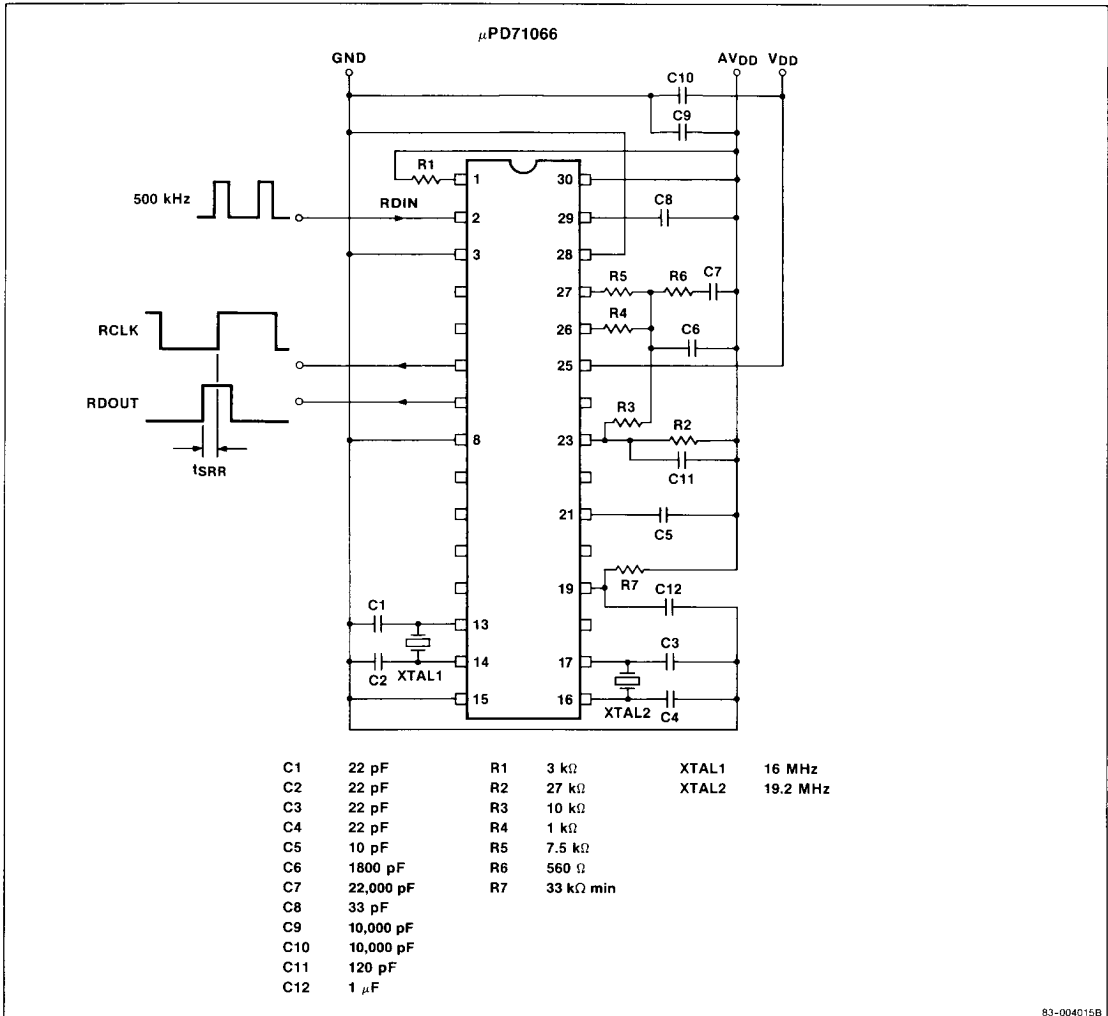 μPD71066
GND
AVDD
VDD
C10
C9
R1
1
30
500 kHz
RDIN
2
29
C8
3
28
R5
R6
C7
27
R4
26
C6
RCLK
25
RDOUT
R3
R2
8
23
tSRR
C11
21
C5
R7
19
C12
C1
13
C3
14
17
C2
XTAL1
15
16
XTAL2
C4
C1 22 pF R1 3 kΩ XTAL1 16 MHz
C2 22 pF R2 27 kΩ XTAL2 19.2 MHz
C3 22 pF R3 10 kΩ
C4 22 pF R4 1 kΩ
C5 10 pF R5 7.5 kΩ
C6 1800 pF R6 560 Ω
C7 22,000 pF R7 33 kΩ min
C8 33 pF
C9 10,000 pF
C10 10,000 pF
C11 120 pF
C12 1 μF
83-004015B